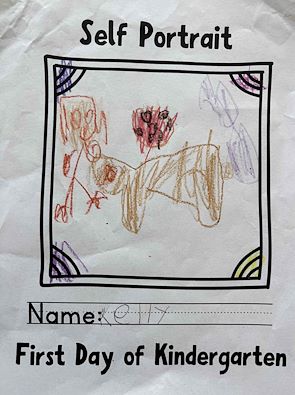 Self Portrait
Name: Kelly
First Day of Kindergarten